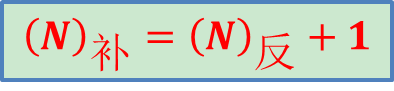 (N)补 = (N)反 + 1